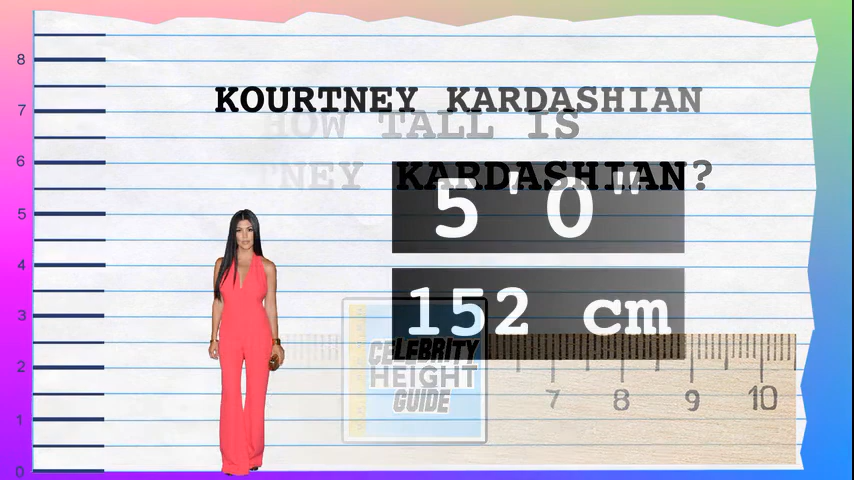 8
7
6
5
4
3
2
1
0
KOURTNEY KARDASHIAN
HOW TALL IS
TNEY KARDASHIAN?
5'0"
152 cm
CELEBRITY
HEIGHT
GUIDE
7 8 9 10